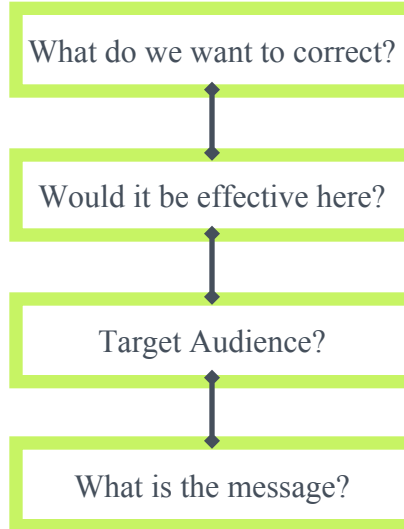 What do we want to correct?
Would it be effective here?
Target Audience?
What is the message?